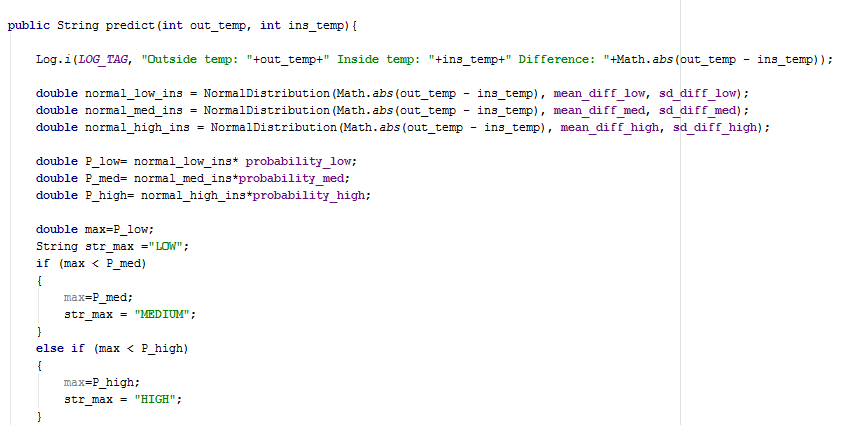 public String predict(int out_temp, int ins_temp){
Log.i(LOG_TAG, "Outside temp: "+out_temp+" Inside temp: "+ins_temp+" Difference: "+Math.abs(out_temp - ins_temp));
double normal_low_ins = NormalDistribution(Math.abs(out_temp - ins_temp), mean_diff_low, sd_diff_low);
double normal_med_ins = NormalDistribution(Math.abs(out_temp - ins_temp), mean_diff_med, sd_diff_med);
double normal_high_ins = NormalDistribution(Math.abs(out_temp - ins_temp), mean_diff_high, sd_diff_high);
double P_low= normal_low_ins* probability_low;
double P_med= normal_med_ins*probability_med;
double P_high= normal_high_ins*probability_high;
double max=P_low;
String str_max ="LOW";
if (max < P_med)
{
max=P_med;
str_max = "MEDIUM";
}
else if (max < P_high)
{
max=P_high;
str_max = "HIGH";
}